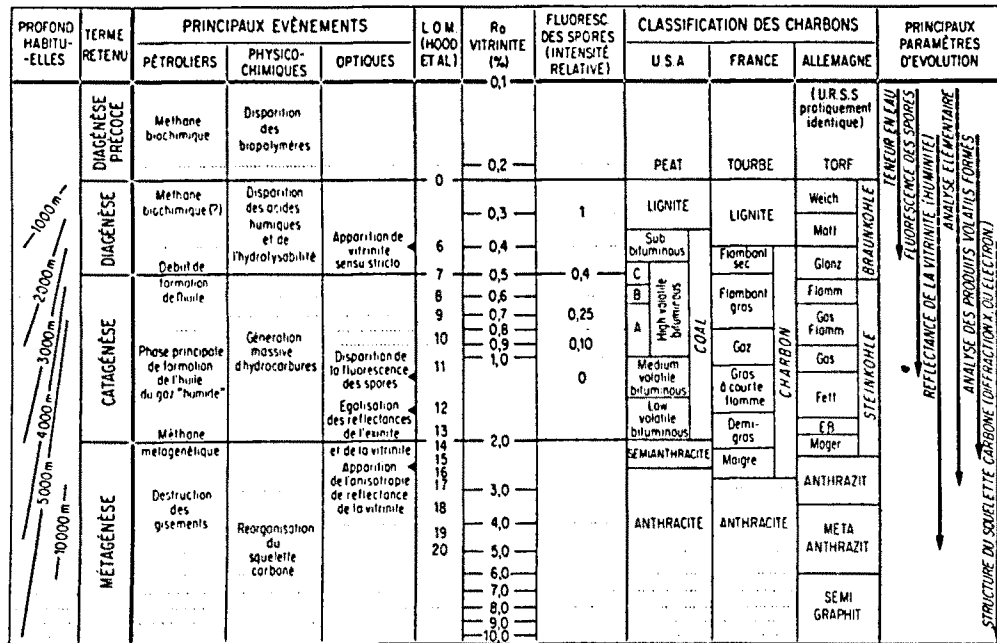 PROFOND
HABITU-
-ELLES
TERME
RETENU
PRINCIPAUX EVÈNEMENTS
PÉTROLIERS
PHYSICO-
CHIMIQUES
OPTIQUES
L.O.M.
(HOOD
ET AL)
Ro
VITRINITE
(%)
FLUORESC.
DES SPORES
(INTENSITÉ
RELATIVE)
CLASSIFICATION DES CHARBONS
U.S.A
FRANCE
ALLEMAGNE
PRINCIPAUX
PARAMÈTRES
D'EVOLUTION
1000m
2000m
3000m
4000m
5000m
10000m
DIAGÉNÈSE
PRÉCOCE
DIAGÉNÈSE
CATAGÉNÈSE
MÉTAGÉNÈSE
Méthane
biochimique
Méthane
biochimique(?)
Début de
formation
de l'huile
Phase principale
de formation
de l'huile
du gaz "humide"
Méthane
métagénétique
Destruction
des
gisements
Disparition
des
biopolymères
Disparition
des acides
humiques
et de
l'hydrolysabilité
Génération
massive
d'hydrocarbures
Réorganisation
du
squelette
carboné
Apparition de
vitrinite
sensu stricto
Disparition de
la fluorescence
des spores
Egalisation
des réflectances
de l'exinite
et de la vitrinite
Apparition
de l'anisotropie
de réflectance
de la vitrinite
0
6
7
8
9
10
11
12
13
14
15
16
17
18
19
20
0,1
0,2
0,3
0,4
0,5
0,6
0,7
0,8
0,9
1,0
2,0
3,0
4,0
5,0
6,0
7,0
8,0
9,0
10,0
1
0,4
0,25
0,10
0
PEAT
LIGNITE
Sub
bituminous
C
B
A
High volatile
bituminous
Medium
volatile
bituminous
Low
volatile
bituminous
COAL
SEMIANTHRACITE
ANTHRACITE
TOURBE
LIGNITE
Flambant
sec
Flambant
gras
Gaz
Gras
à courte
flamme
Demi-
gras
Maigre
CHARBON
ANTHRACITE
(U.R.S.S
pratiquement
identique)
TORF
Weich
Matt
Glanz
BRAUNKOHLE
Flamm
Gas
Flamm
Gas
Fett
EB
Mager
STEINKOHLE
ANTHRAZIT
META
ANTHRAZIT
SEMI
GRAPHIT
TENEUR EN EAU
FLUORESCENCE DES SPORES
RÉFLECTANCE DE LA VITRINITE (HUMINITE)
ANALYSE ELÉMENTAIRE
ANALYSE DES PRODUITS VOLATILS FORMÉS
STRUCTURE DU SQUELETTE CARBONÉ (DIFFRACTION X, OU ELECTRON.)